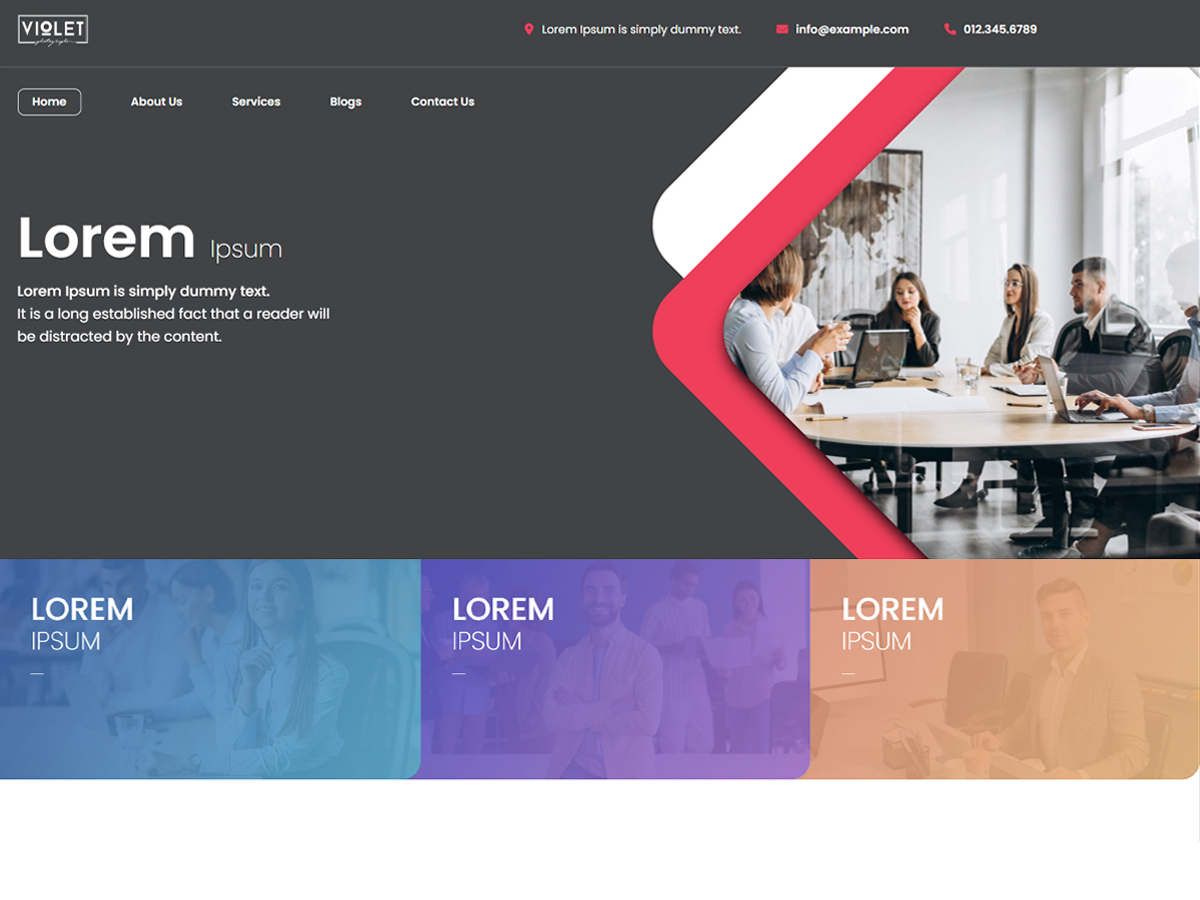 VIOLET
Lorem Ipsum is simply dummy text.
info@example.com
012.345.6789
Home
About Us
Services
Blogs
Contact Us
Lorem Ipsum
Lorem Ipsum is simply dummy text.
It is a long established fact that a reader will
be distracted by the content.
LOREM
IPSUM
LOREM
IPSUM
LOREM
IPSUM